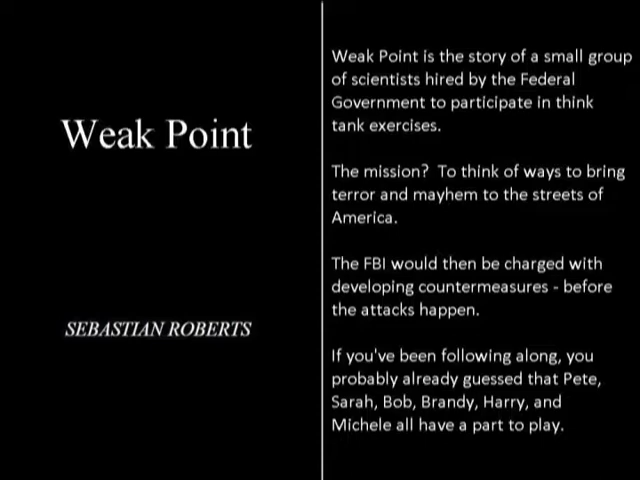 Weak Point
SEBASTIAN ROBERTS
Weak Point is the story of a small group
of scientists hired by the Federal
Government to participate in think
tank exercises.
The mission?  To think of ways to bring
terror and mayhem to the streets of
America.
The FBI would then be charged with
developing countermeasures - before
the attacks happen.
If you've been following along, you
probably already guessed that Pete,
Sarah, Bob, Brandy, Harry, and
Michele all have a part to play.